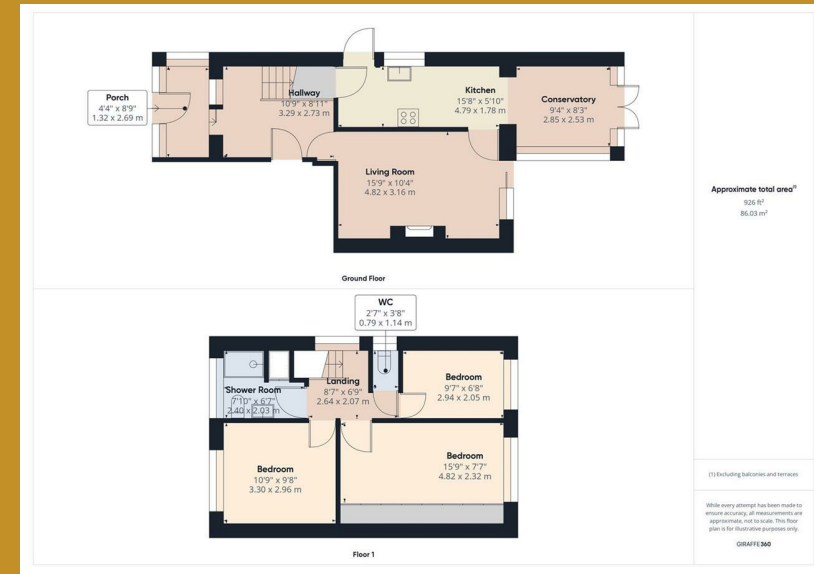 Porch
4'4" x 8'9"
1.32 x 2.69 m
Hallway
10'9" x 8'11"
3.29 x 2.73 m
Kitchen
15'8" x 5'10"
4.79 x 1.78 m
Conservatory
9'4" x 8'3"
2.85 x 2.53 m
Living Room
15'9" x 10'4"
4.82 x 3.16 m
Ground Floor
Approximate total area⁽¹⁾
926 ft²
86.03 m²
WC
2'7" x 3'8"
0.79 x 1.14 m
Shower Room
7'10" x 6'7"
2.40 x 2.03 m
Landing
8'7" x 6'9"
2.64 x 2.07 m
Bedroom
9'7" x 6'8"
2.94 x 2.05 m
Bedroom
10'9" x 9'8"
3.30 x 2.96 m
Bedroom
15'9" x 7'7"
4.82 x 2.32 m
Floor 1
(1) Excluding balconies and terraces
While every attempt has been made to
ensure accuracy, all measurements are
approximate, not to scale. This floor
plan is for illustrative purposes only.
GIRAFFE360